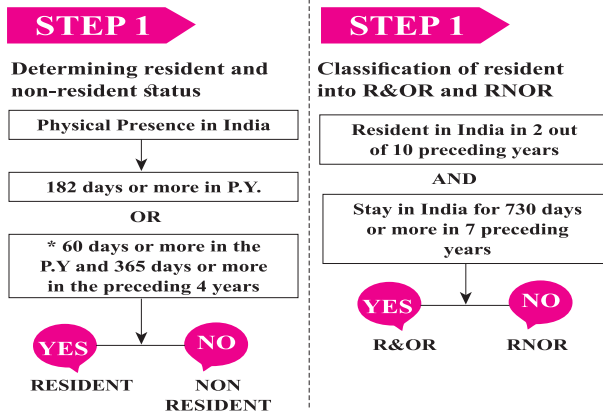 STEP 1
Determining resident and
non-resident status
Physical Presence in India
182 days or more in P.Y.
OR
* 60 days or more in the
P.Y and 365 days or more
in the preceding 4 years
YES
NO
RESIDENT
NON
RESIDENT
STEP 1
Classification of resident
into R&OR and RNOR
Resident in India in 2 out
of 10 preceding years
AND
Stay in India for 730 days
or more in 7 preceding
years
YES
NO
R&OR
RNOR